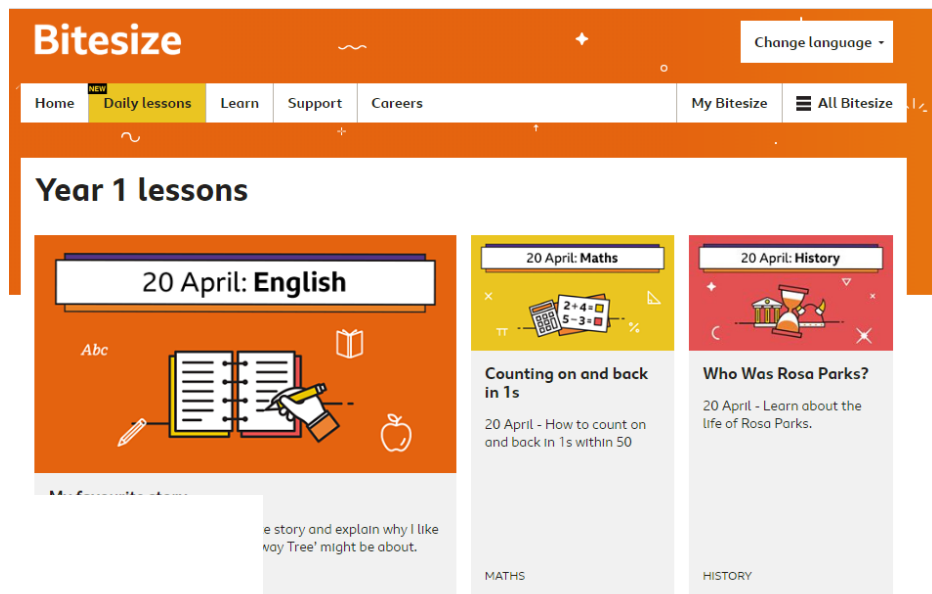 Bitesize
Change language
NEW
Home
Daily lessons
Learn
Support
Careers
My Bitesize
All Bitesize
Year 1 lessons
20 April: English
Abc
20 April: Maths
2+4=
5-3=
20 April: History
My favourite story
story and explain why I like
Tree' might be about.
Counting on and back
in 1s
20 April - How to count on
and back in 1s within 50
MATHS
Who Was Rosa Parks?
20 April - Learn about the
life of Rosa Parks.
HISTORY